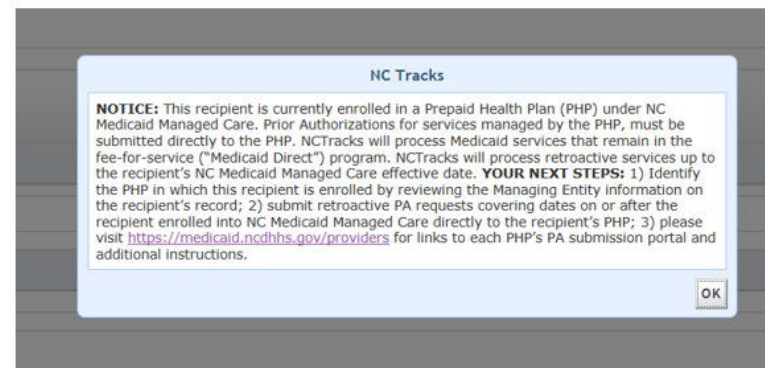 NC Tracks
NOTICE: This recipient is currently enrolled in a Prepaid Health Plan (PHP) under NC
Medicaid Managed Care. Prior Authorizations for services managed by the PHP, must be
submitted directly to the PHP. NCTracks will process Medicaid services that remain in the
fee-for-service ("Medicaid Direct") program. NCTracks will process retroactive services up to
the recipient's NC Medicaid Managed Care effective date. YOUR NEXT STEPS: 1) Identify
the PHP in which this recipient is enrolled by reviewing the Managing Entity information on
the recipient's record; 2) submit retroactive PA requests covering dates on or after the
recipient enrolled into NC Medicaid Managed Care directly to the recipient's PHP; 3) please
visit https://medicaid.ncdhhs.gov/providers for links to each PHP's PA submission portal and
additional instructions.
OK